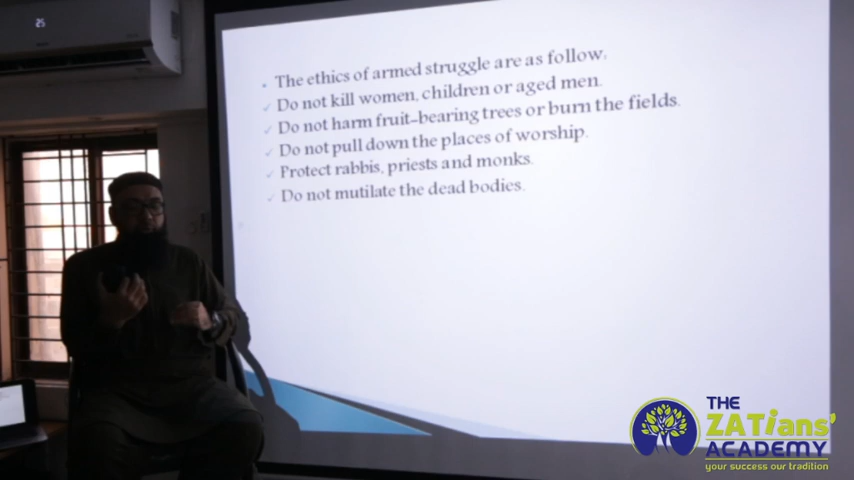 The ethics of armed struggle are as follow,
Do not kill women, children or aged men.
Do not harm fruit-bearing trees or burn the fields.
Do not pull down the places of worship.
Protect rabbis, priests and monks.
Do not mutilate the dead bodies.
25
THE
ZATians'
ACADEMY
your success our tradition